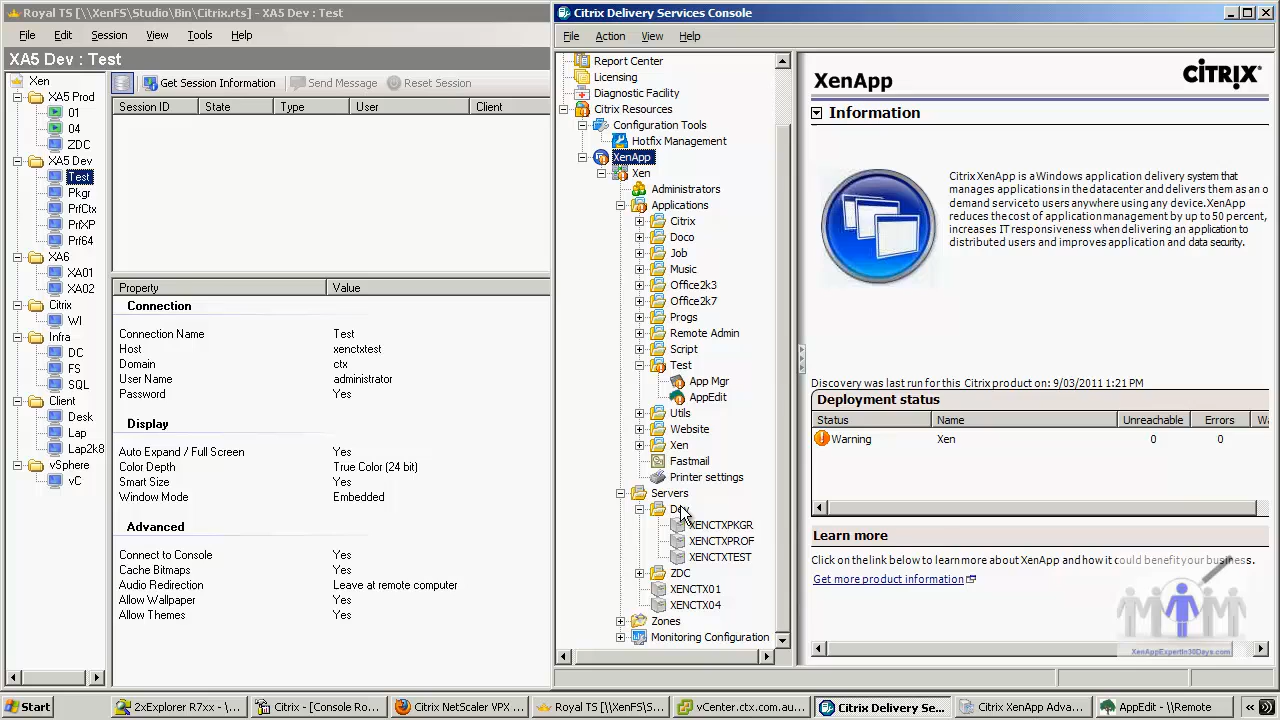 Royal TS [\\XenFS\Studio\Bin\Citrix.rts] - XA5 Dev : Test
File Edit Session View Tools Help
XA5 Dev : Test
Xen
XA5 Prod
01
04
ZDC
XA5 Dev
Test
Pkgr
PrfCtx
PrfXP
Prf64
XA6
XA01
XA02
Citrix
WI
Infra
DC
FS
SQL
Client
Desk
Lap
Lap2k8
vSphere
vC
Get Session Information Send Message Reset Session
Session ID State Type User Client
Property Value
Connection
Connection Name Test
Host xenctxtest
Domain ctx
User Name administrator
Password Yes
Display
Auto Expand / Full Screen Yes
Color Depth True Color (24 bit)
Smart Size Yes
Window Mode Embedded
Advanced
Connect to Console Yes
Cache Bitmaps Yes
Audio Redirection Leave at remote computer
Allow Wallpaper Yes
Allow Themes Yes
Citrix Delivery Services Console
File Action View Help
Report Center
Licensing
Diagnostic Facility
Citrix Resources
Configuration Tools
Hotfix Management
XenApp
Xen
Administrators
Applications
Citrix
Doco
Job
Music
Office2k3
Office2k7
Progs
Remote Admin
Script
Test
App Mgr
AppEdit
Utils
Website
Xen
Fastmail
Printer settings
Servers
XENCTXPKGR
XENCTXPROF
XENCTXTEST
ZDC
XENCTX01
XENCTX04
Zones
Monitoring Configuration
XenApp CITRIX
Information
Citrix XenApp is a Windows application delivery system that
manages applications in the datacenter and delivers them as an o
demand service to users anywhere using any device. XenApp
reduces the cost of application management by up to 50 percent,
increases IT responsiveness when delivering an application to
distributed users and improves application and data security.
Discovery was last run for this Citrix product on: 9/03/2011 1:21 PM
Deployment status
Status Name Unreachable Errors Wa
Warning Xen 0 0
Learn more
Click on the link below to learn more about XenApp and how it could benefit your business.
Get more product information
XenAppExpertIn30Days.com
Start 2xExplorer R7xx - \... Citrix - [Console Ro... Citrix NetScaler VPX ... Royal TS [\\XenFS\S... vCenter.ctx.com.au... Citrix Delivery Se... Citrix XenApp Adva... AppEdit - \\Remote «